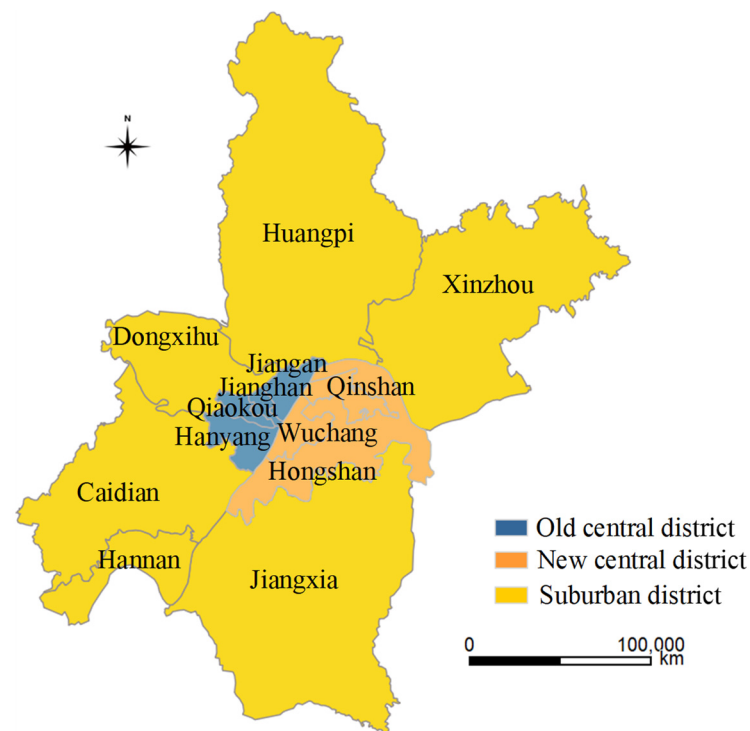 N
Huangpi
Xinzhou
Dongxihu
Jiangan
Jianghan
Qinshan
Qiaokou
Hanyang
Wuchang
Hongshan
Caidian
Hannan
Jiangxia
Old central district
New central district
Suburban district
0 100,000
km